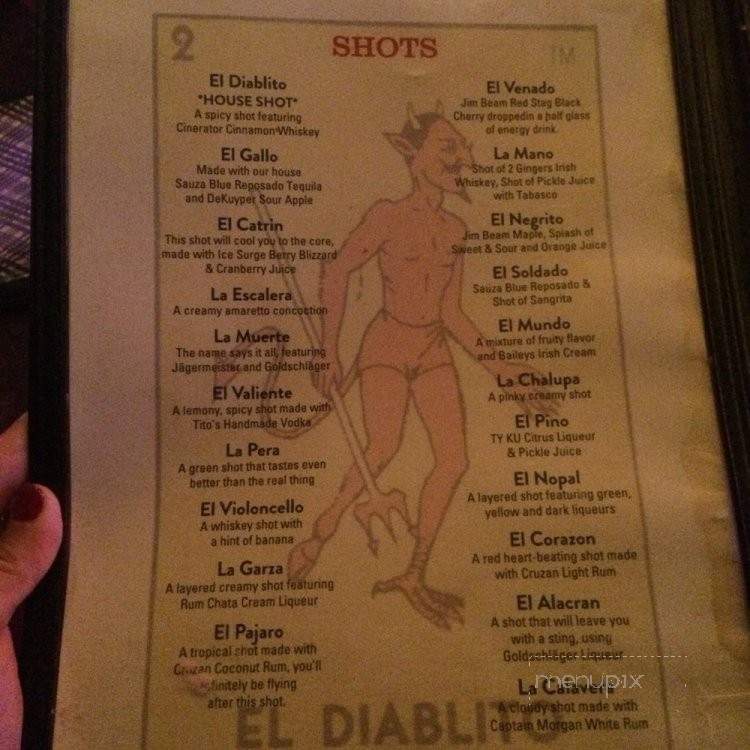 2
SHOTS
El Diablito
*HOUSE SHOT*
A spicy shot featuring
Cinerator Cinnamon Whiskey
El Gallo
Made with our house
Sauza Blue Reposado Tequila
and DeKuyper Sour Apple
El Catrin
This shot will cool you to the core,
made with Ice Surge Berry Blizzard
& Cranberry Juice
La Escalera
A creamy amaretto concoction
La Muerte
The name says it all, featuring
Jägermeister and Goldschläger
El Valiente
A lemony, spicy shot made with
Tito's Handmade Vodka
La Pera
A green shot that tastes even
better than the real thing
El Violoncello
A whiskey shot with
a hint of banana
La Garza
A layered creamy shot featuring
Rum Chata Cream Liqueur
El Pajaro
A tropical shot made with
Cruzan Coconut Rum, you'll
definitely be flying
after this shot.
El Venado
Jim Beam Red Stag Black
Cherry droppedin a half glass
of energy drink.
La Mano
Shot of 2 Gingers Irish
Whiskey, Shot of Pickle Juice
with Tabasco
El Negrito
Jim Beam Maple, Splash of
Sweet & Sour and Orange Juice
El Soldado
Sauza Blue Reposado &
Shot of Sangrita
El Mundo
A mixture of fruity flavor
and Baileys Irish Cream
La Chalupa
A pinky creamy shot
El Pino
TY KU Citrus Liqueur
& Pickle Juice
El Nopal
A layered shot featuring green,
yellow and dark liqueurs
El Corazon
A red heart-beating shot made
with Cruzan Light Rum
El Alacran
A shot that will leave you
with a sting, using
Goldschläger Liqueur
La Calavera
A cloudy shot made with
Captain Morgan White Rum
EL DIABLITO
menupix